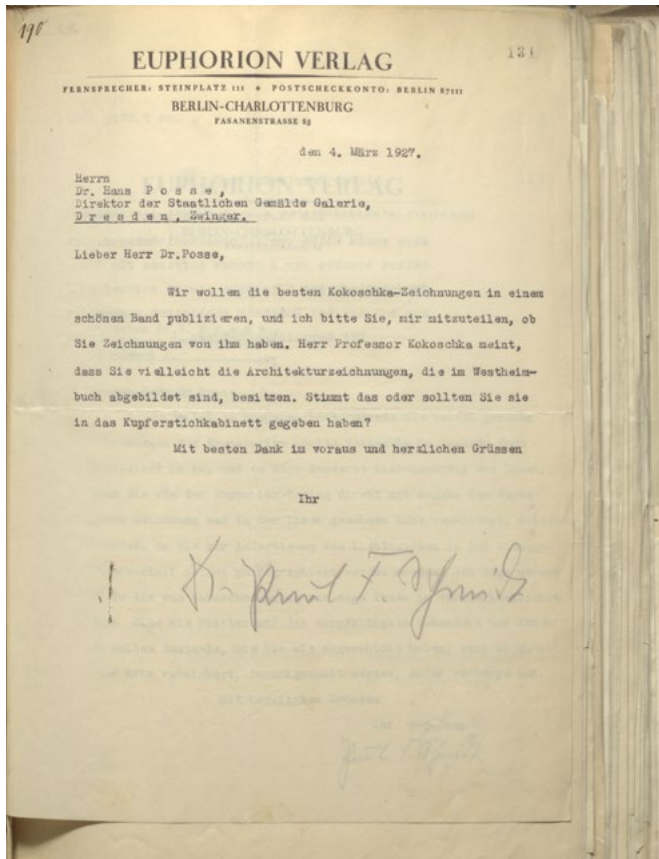 190
131
EUPHORION VERLAG
FERNSPRECHER: STEINPLATZ 111 + POSTSCHECKKONTO: BERLIN 87111
BERLIN-CHARLOTTENBURG
FASANENSTRASSE 83
den 4. März 1927.
Herrn
Dr. Hans P o s s e ,
Direktor der Staatlichen Gemälde Galerie,
D r e s d e n , Zwinger.
Lieber Herr Dr.Posse,
Wir wollen die besten Kokoschka-Zeichnungen in einem
schönen Band publizieren, und ich bitte Sie, mir mitzuteilen, ob
Sie Zeichnungen von ihm haben. Herr Professor Kokoschka meint,
dass Sie vielleicht die Architekturzeichnungen, die im Westheim-
buch abgebildet sind, besitzen. Stimmt das oder sollten Sie sie
in das Kupferstichkabinett gegeben haben?
Mit besten Dank im voraus und herzlichen Grüssen
Ihr
Dr. Paul F. Schmidt